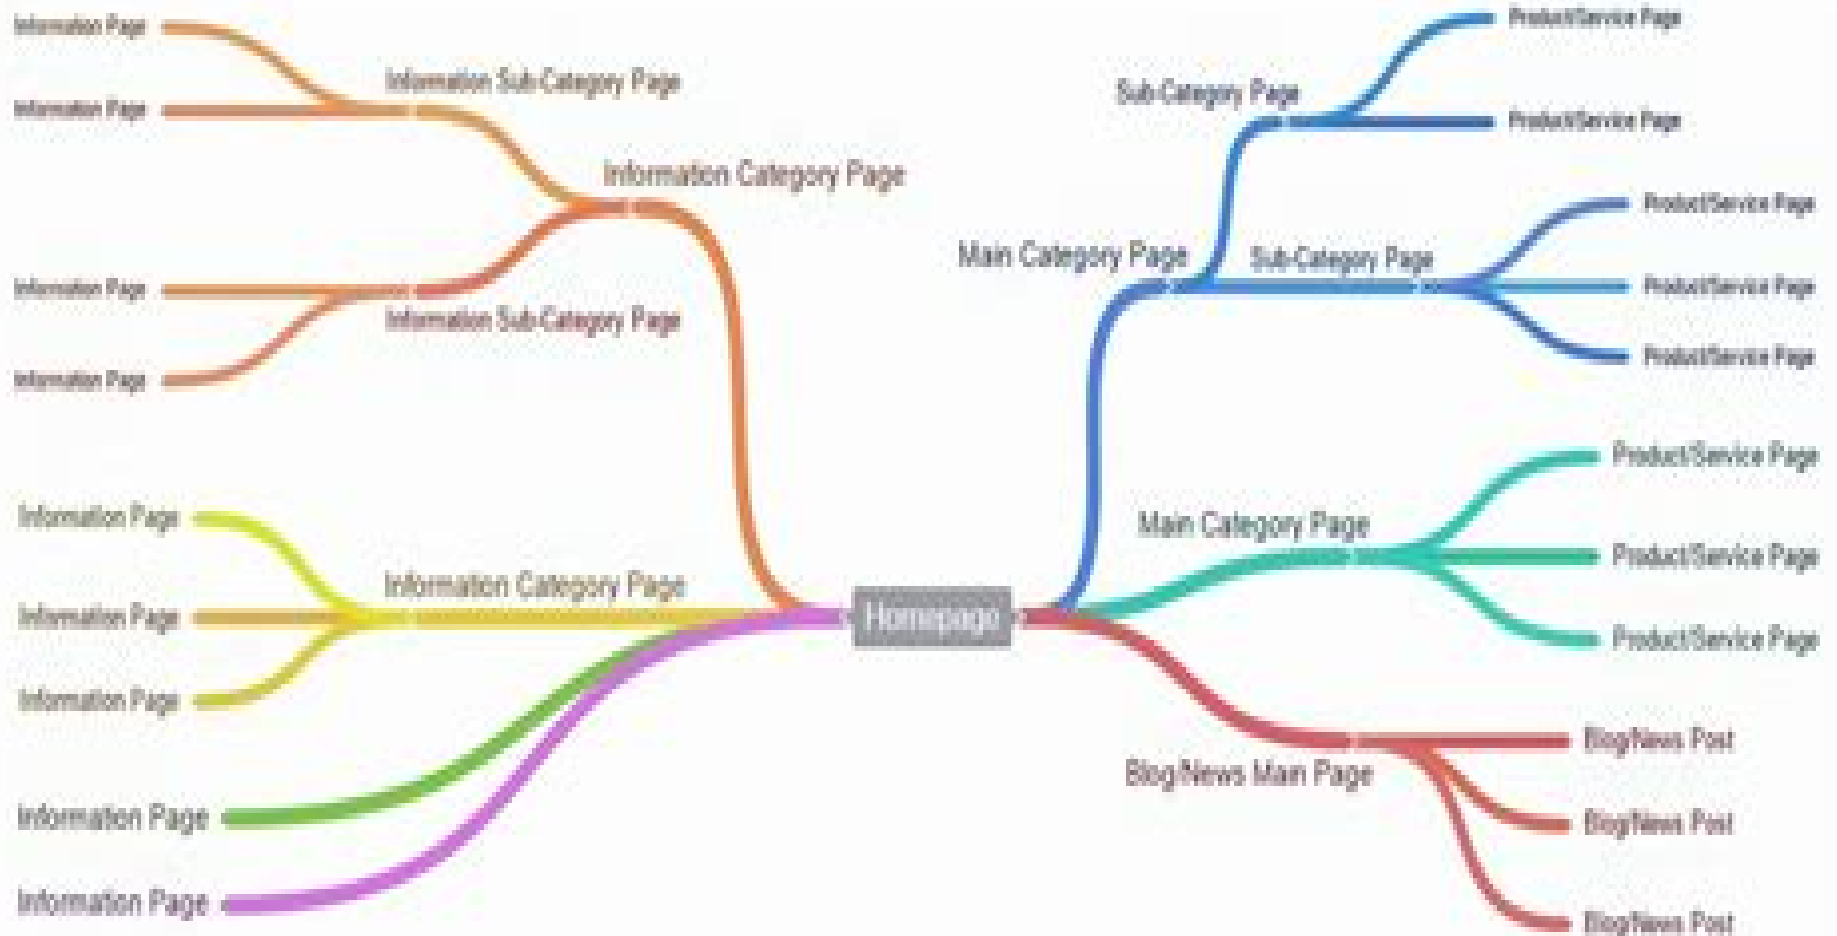 Information Page
Information Sub-Category Page
Information Page
Information Category Page
Information Page
Information Sub-Category Page
Information Page
Information Page
Information Category Page
Information Page
Information Page
Information Page
Information Page
Homepage
Product/Service Page
Sub-Category Page
Product/Service Page
Product/Service Page
Main Category Page
Sub-Category Page
Product/Service Page
Product/Service Page
Product/Service Page
Main Category Page
Product/Service Page
Product/Service Page
Blog/News Post
Blog/News Main Page
Blog/News Post
Blog/News Post